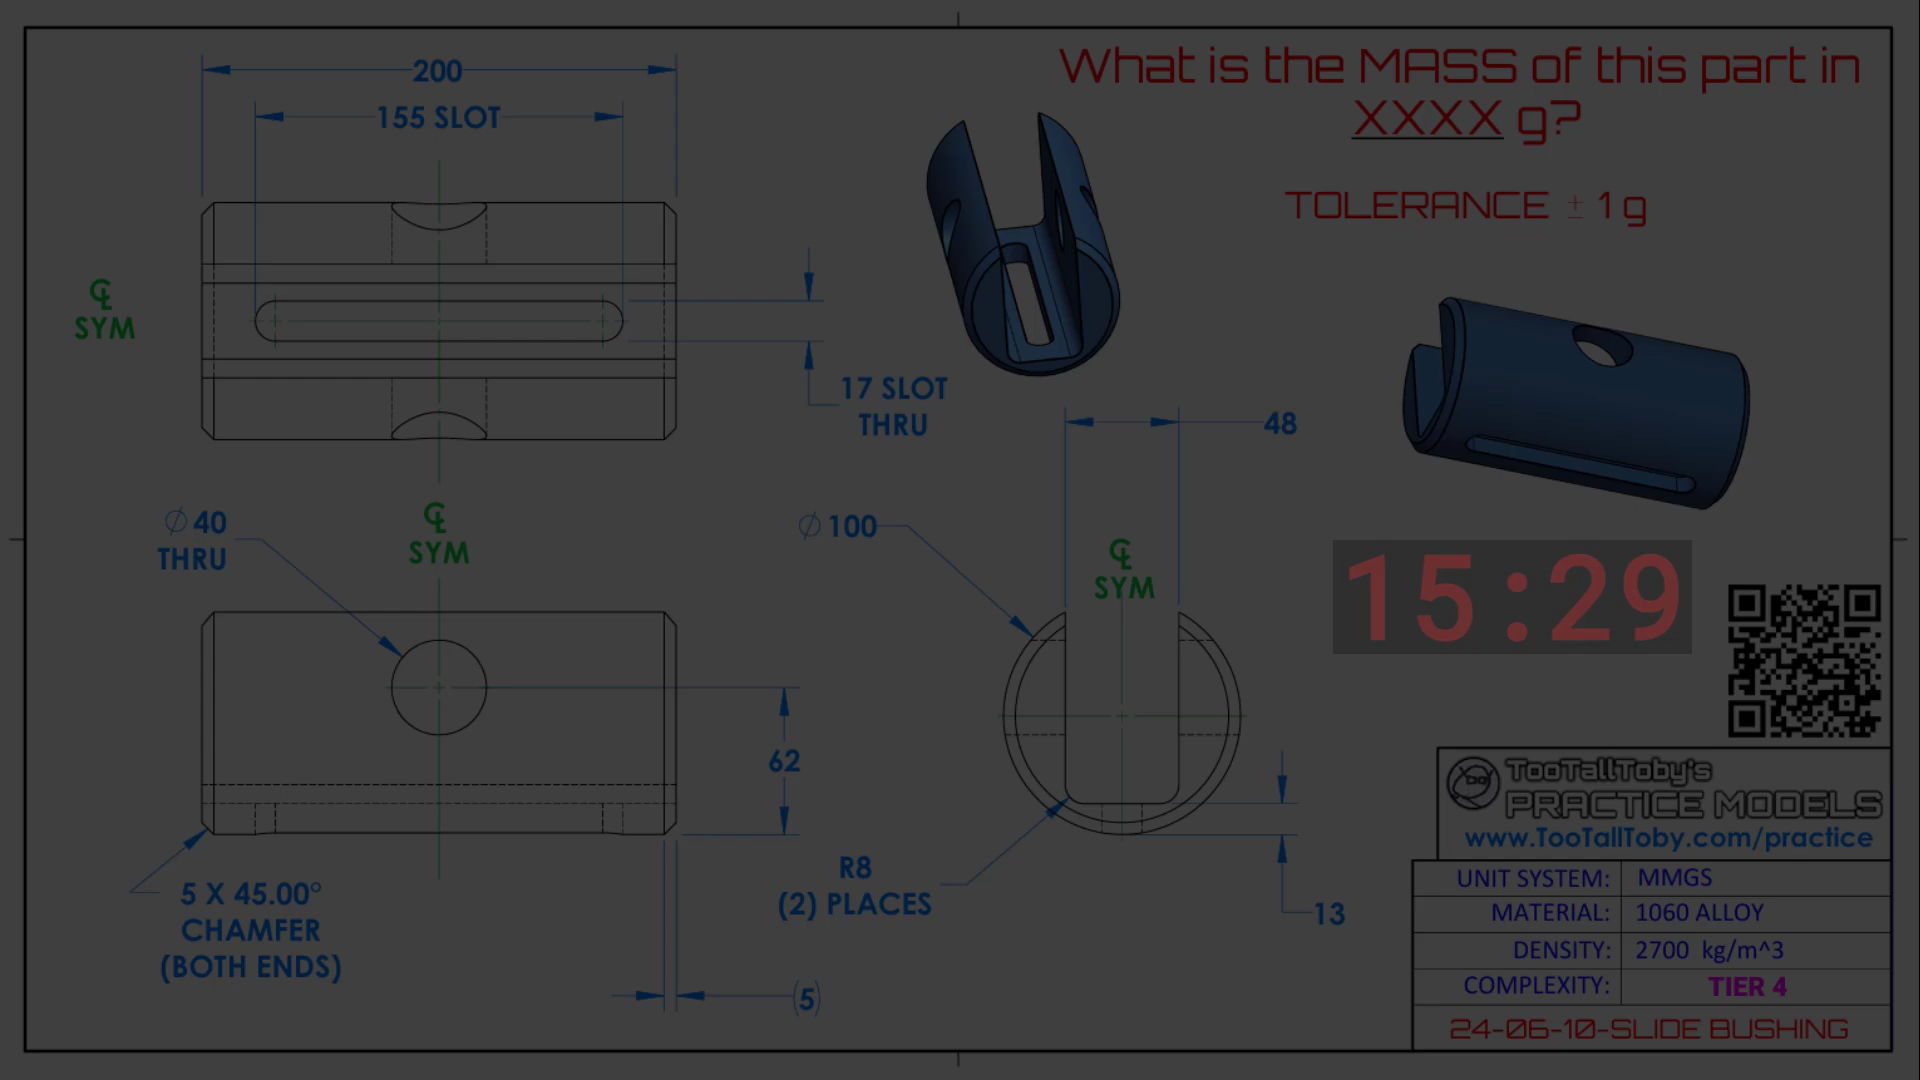 What is the MASS of this part in
XXXX g?
TOLERANCE ± 1 g
200
155 SLOT
℄
SYM
17 SLOT
THRU
48
Ø 40
THRU
℄
SYM
Ø 100
℄
SYM
15:29
62
R8
(2) PLACES
13
5 X 45.00°
CHAMFER
(BOTH ENDS)
(5)
TooTallToby's
PRACTICE MODELS
www.TooTallToby.com/practice
UNIT SYSTEM: MMGS
MATERIAL: 1060 ALLOY
DENSITY: 2700 kg/m^3
COMPLEXITY: TIER 4
24-06-10-SLIDE BUSHING